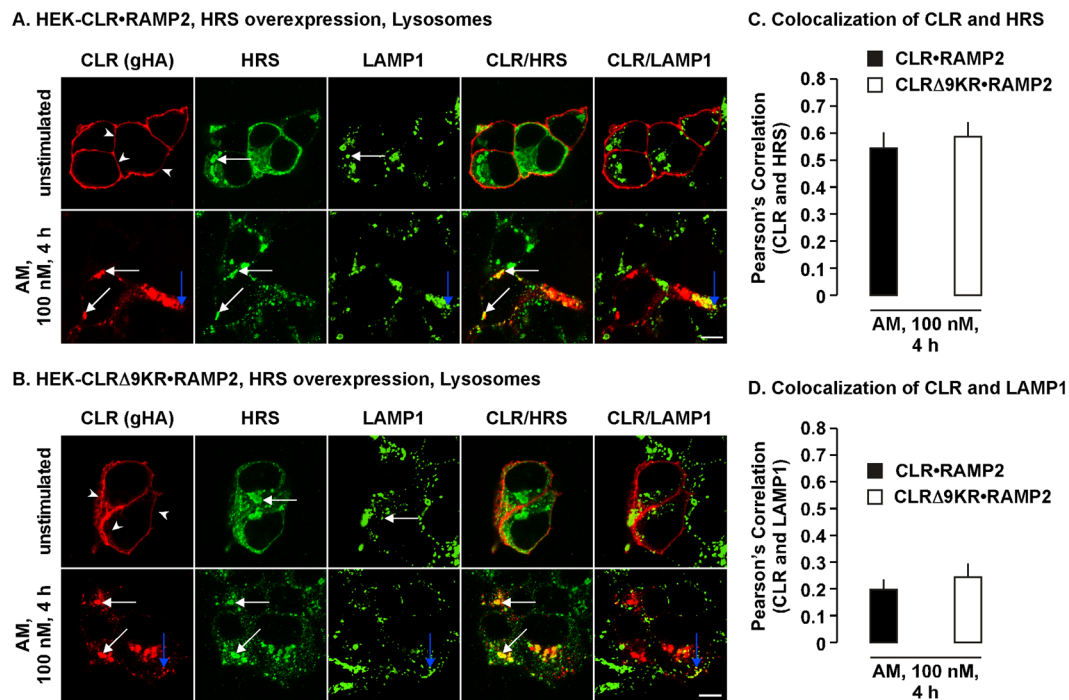 A. HEK-CLR•RAMP2, HRS overexpression, Lysosomes
CLR (gHA) HRS LAMP1 CLR/HRS CLR/LAMP1
unstimulated
AM,
100 nM, 4 h
B. HEK-CLRΔ9KR•RAMP2, HRS overexpression, Lysosomes
CLR (gHA) HRS LAMP1 CLR/HRS CLR/LAMP1
unstimulated
AM,
100 nM, 4 h
C. Colocalization of CLR and HRS
CLR•RAMP2
CLRΔ9KR•RAMP2
Pearson's Correlation
(CLR and HRS)
0.8
0.7
0.6
0.5
0.4
0.3
0.2
0.1
0
AM, 100 nM,
4 h
D. Colocalization of CLR and LAMP1
CLR•RAMP2
CLRΔ9KR•RAMP2
Pearson's Correlation
(CLR and LAMP1)
0.8
0.7
0.6
0.5
0.4
0.3
0.2
0.1
0
AM, 100 nM,
4 h